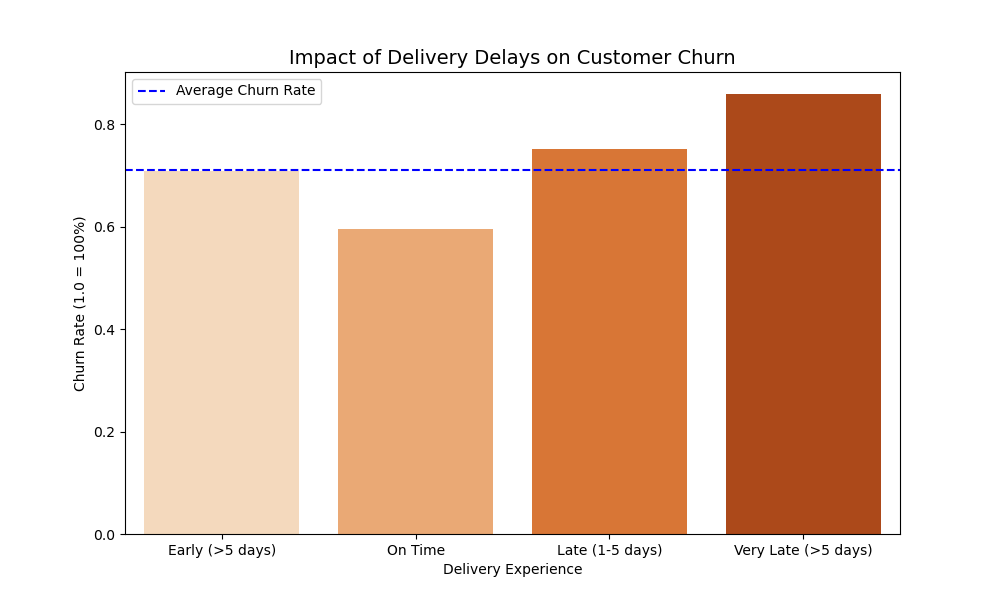 Impact of Delivery Delays on Customer Churn
Average Churn Rate
Churn Rate (1.0 = 100%)
0.8
0.6
0.4
0.2
0.0
Early (>5 days)
On Time
Late (1-5 days)
Very Late (>5 days)
Delivery Experience